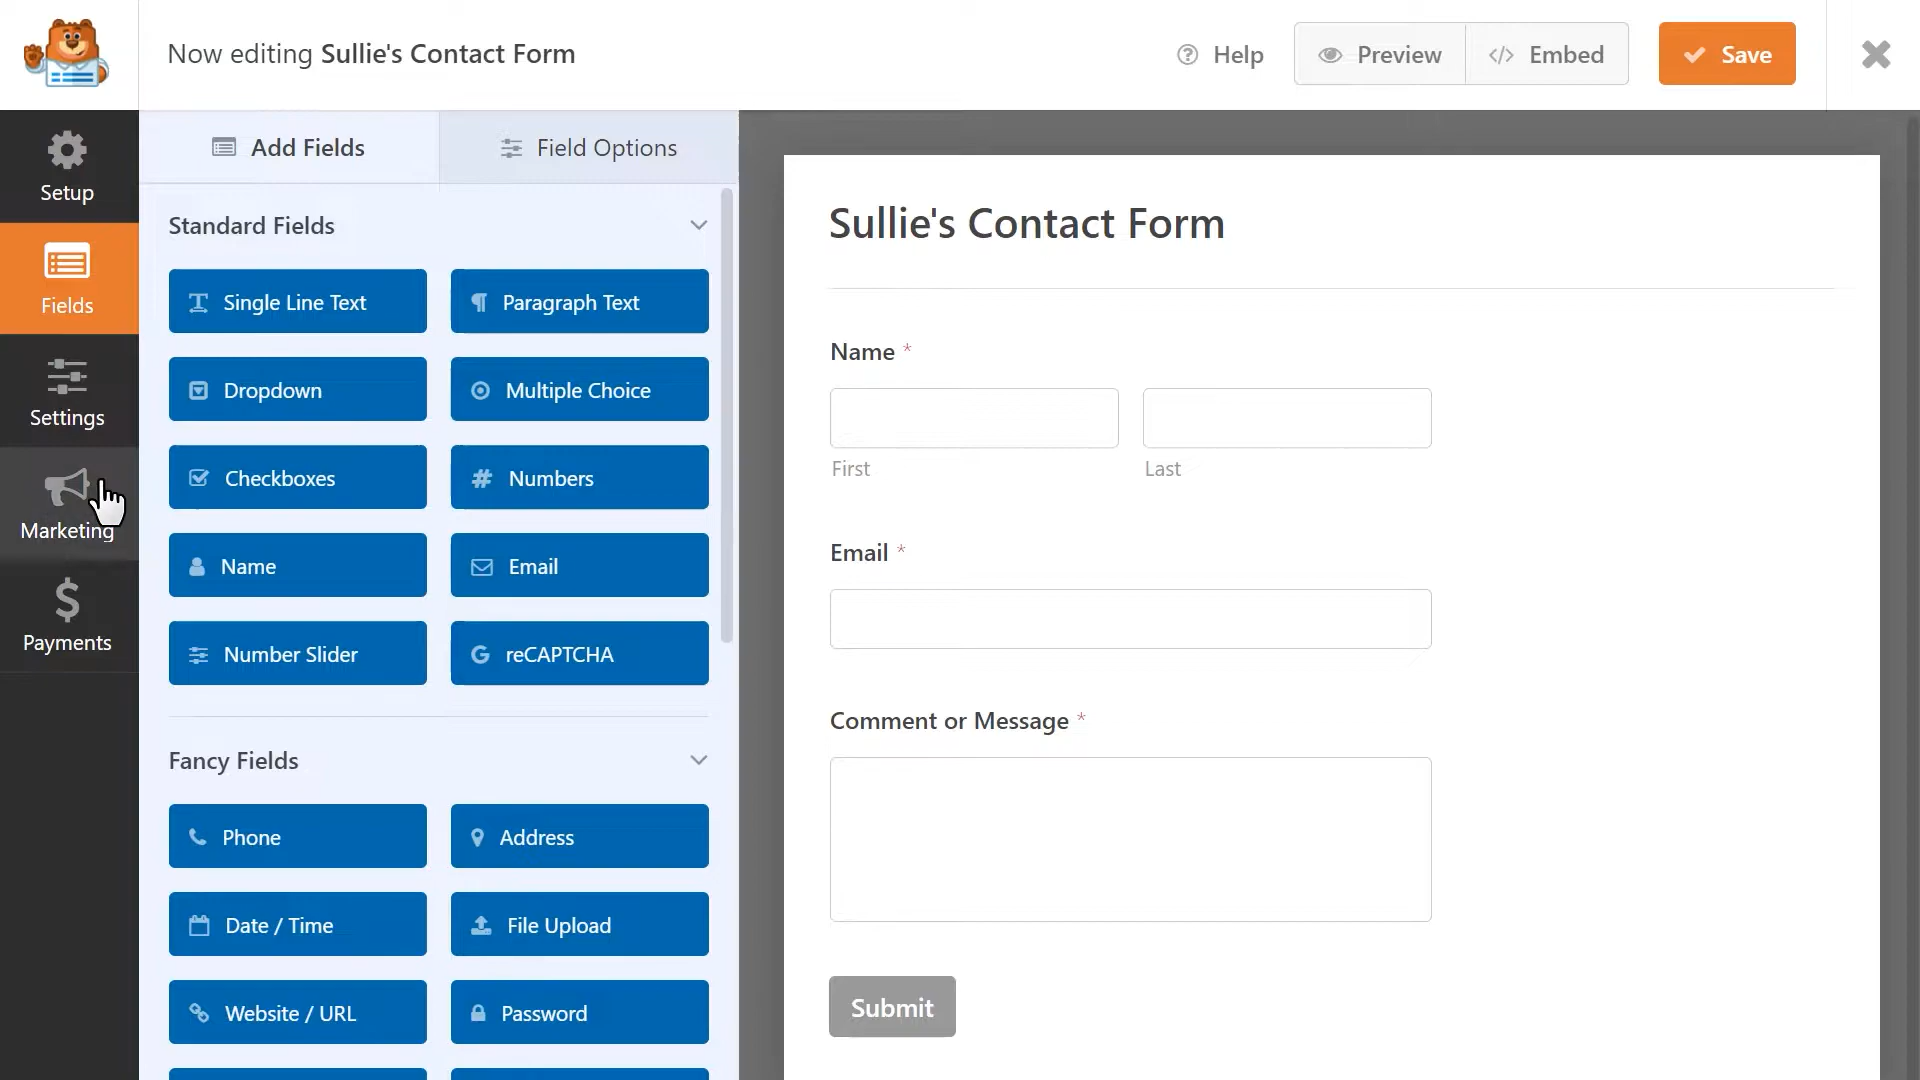 Now editing Sullie's Contact Form
Help
Preview
Embed
Save
Setup
Fields
Settings
Marketing
Payments
Add Fields
Field Options
Standard Fields
Single Line Text
Paragraph Text
Dropdown
Multiple Choice
Checkboxes
Numbers
Name
Email
Number Slider
reCAPTCHA
Fancy Fields
Phone
Address
Date / Time
File Upload
Website / URL
Password
Sullie's Contact Form
Name *
First
Last
Email *
Comment or Message *
Submit